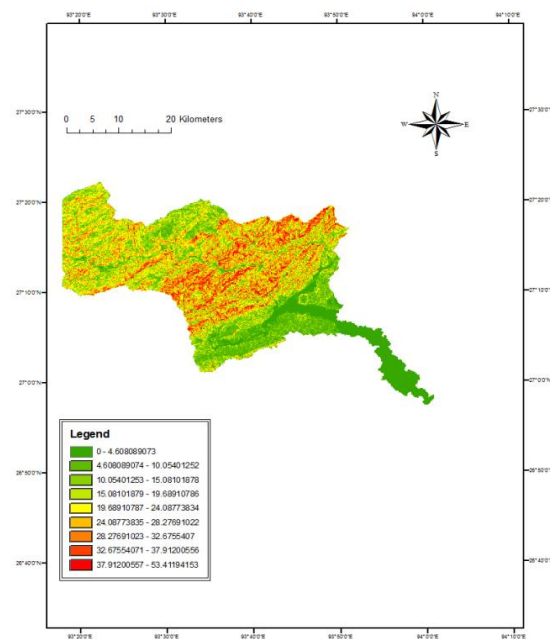 93°20'0"E 93°30'0"E 93°40'0"E 93°50'0"E 94°0'0"E 94°10'0"E
N
W E
S
27°30'0"N 27°30'0"N
0 5 10 20 Kilometers
27°20'0"N 27°20'0"N
27°10'0"N 27°10'0"N
27°0'0"N 27°0'0"N
Legend
0 - 4.608089073
4.608089074 - 10.05401252
10.05401253 - 15.08101878
15.08101879 - 19.68910786
19.68910787 - 24.08773834
24.08773835 - 28.27691022
28.27691023 - 32.6755407
32.67554071 - 37.91200556
37.91200557 - 53.41194153
26°50'0"N 26°50'0"N
26°40'0"N 26°40'0"N
93°20'0"E 93°30'0"E 93°40'0"E 93°50'0"E 94°0'0"E 94°10'0"E